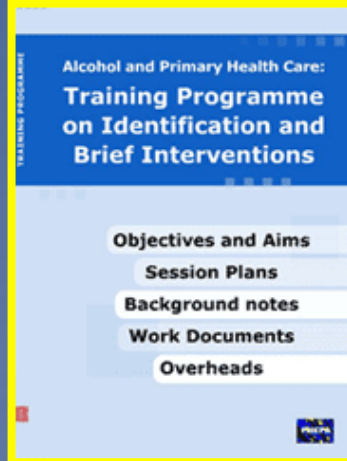 Alcohol and Primary Health Care:
Training Programme
on Identification and
Brief Interventions
TRAINING PROGRAMME
Objectives and Aims
Session Plans
Background notes
Work Documents
Overheads
PHEPA